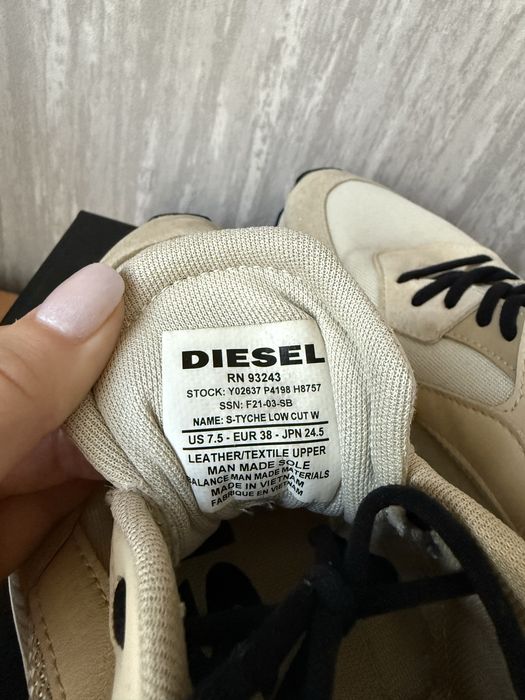 DIESEL
RN 93243
STOCK: Y02637 P4198 H8757
SSN: F21-03-SB
NAME: S-TYCHE LOW CUT W
US 7.5 - EUR 38 - JPN 24.5
LEATHER/TEXTILE UPPER
MAN MADE SOLE
BALANCE MAN MADE MATERIALS
MADE IN VIETNAM
FABRIQUE EN VIETNAM